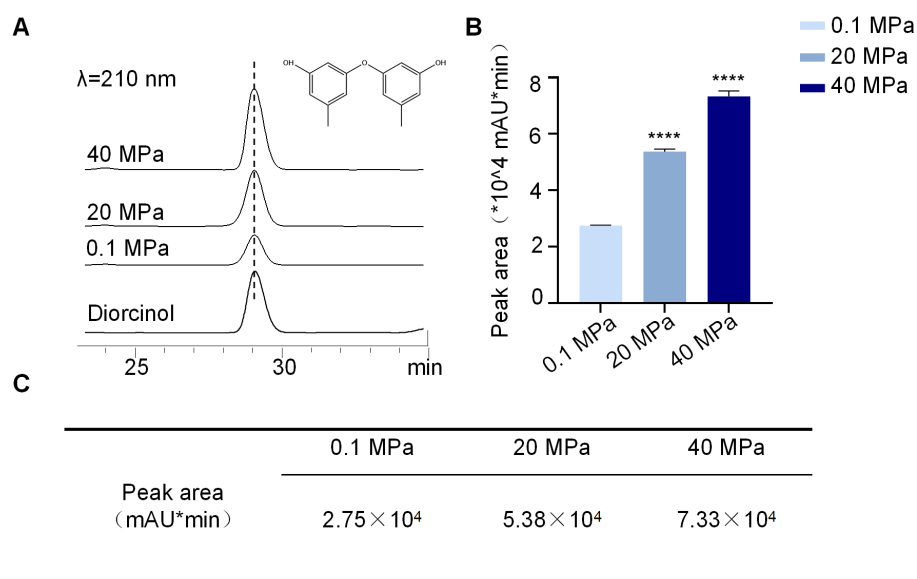 A
λ=210 nm
OH
O
OH
40 MPa
20 MPa
0.1 MPa
Diorcinol
25
30
min
B
0.1 MPa
20 MPa
40 MPa
Peak area（*10^4 mAU*min）
8
6
4
2
0
****
****
0.1 MPa
20 MPa
40 MPa
C
0.1 MPa 20 MPa 40 MPa
Peak area
（mAU*min）
2.75×10⁴ 5.38×10⁴ 7.33×10⁴